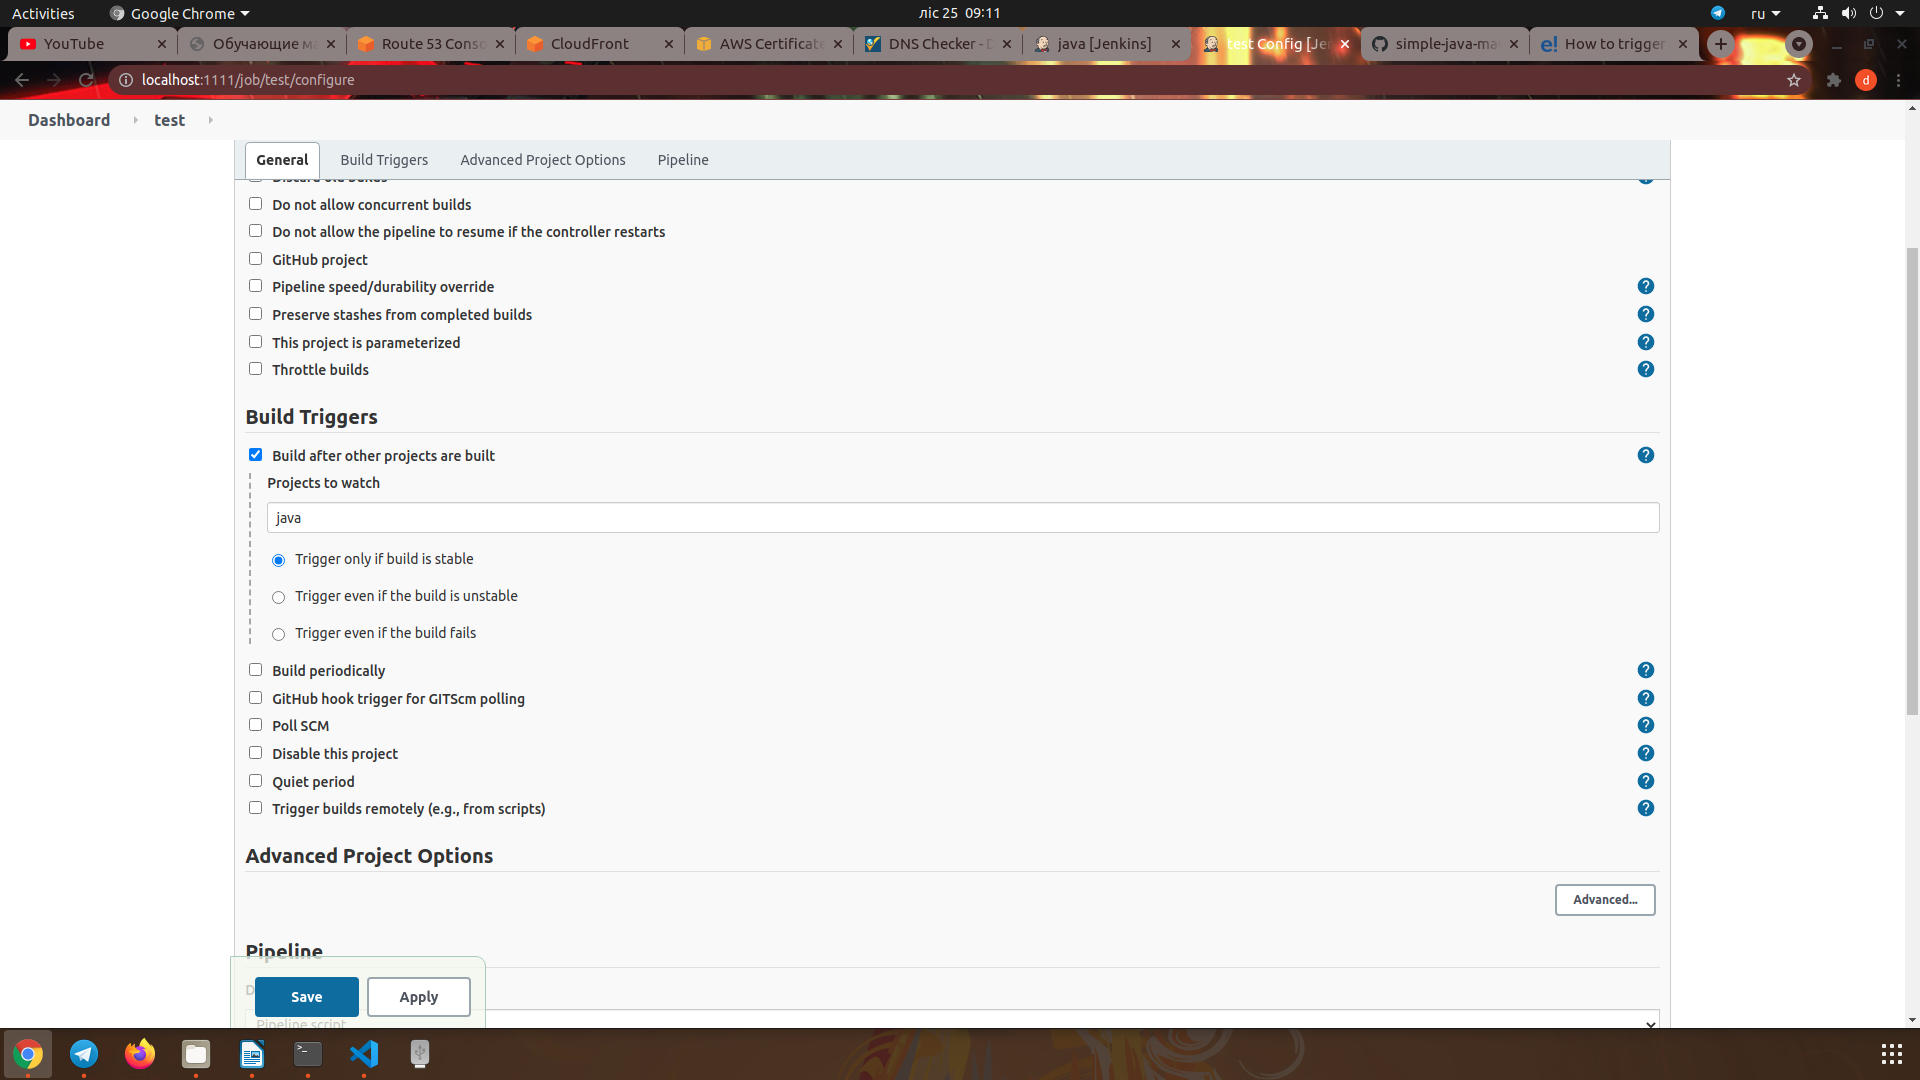 Activities
Google Chrome
ліс 25 09:11
ru
YouTube
Обучающие ма
Route 53 Conso
CloudFront
AWS Certificate
DNS Checker - D
java [Jenkins]
test Config [Je
simple-java-ma
How to trigger
localhost:1111/job/test/configure
d
Dashboard
test
General
Build Triggers
Advanced Project Options
Pipeline
Discard old builds
Do not allow concurrent builds
Do not allow the pipeline to resume if the controller restarts
GitHub project
Pipeline speed/durability override
Preserve stashes from completed builds
This project is parameterized
Throttle builds
Build Triggers
Build after other projects are built
Projects to watch
java
Trigger only if build is stable
Trigger even if the build is unstable
Trigger even if the build fails
Build periodically
GitHub hook trigger for GITScm polling
Poll SCM
Disable this project
Quiet period
Trigger builds remotely (e.g., from scripts)
Advanced Project Options
Advanced...
Pipeline
Save
Apply
Pipeline script